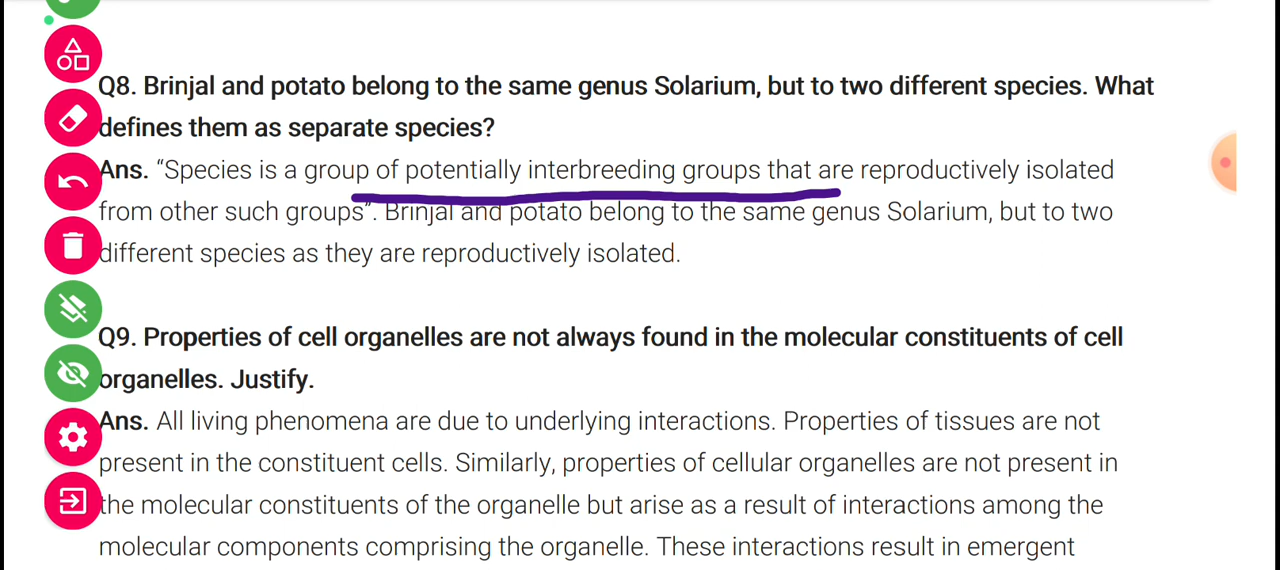 Q8. Brinjal and potato belong to the same genus Solarium, but to two different species. What
defines them as separate species?
Ans. “Species is a group of potentially interbreeding groups that are reproductively isolated
from other such groups”. Brinjal and potato belong to the same genus Solarium, but to two
different species as they are reproductively isolated.
Q9. Properties of cell organelles are not always found in the molecular constituents of cell
organelles. Justify.
Ans. All living phenomena are due to underlying interactions. Properties of tissues are not
present in the constituent cells. Similarly, properties of cellular organelles are not present in
the molecular constituents of the organelle but arise as a result of interactions among the
molecular components comprising the organelle. These interactions result in emergent